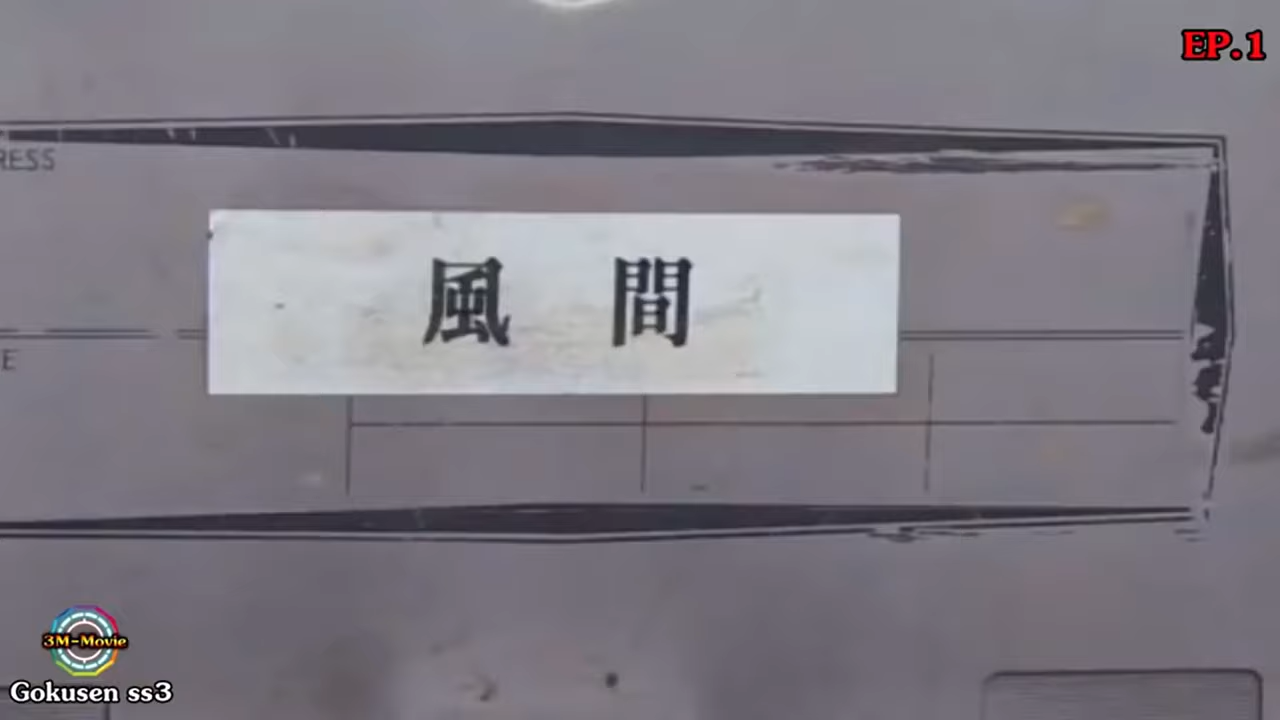 EP.1
RESS
風間
E
3M-Movie
Gokusen ss3